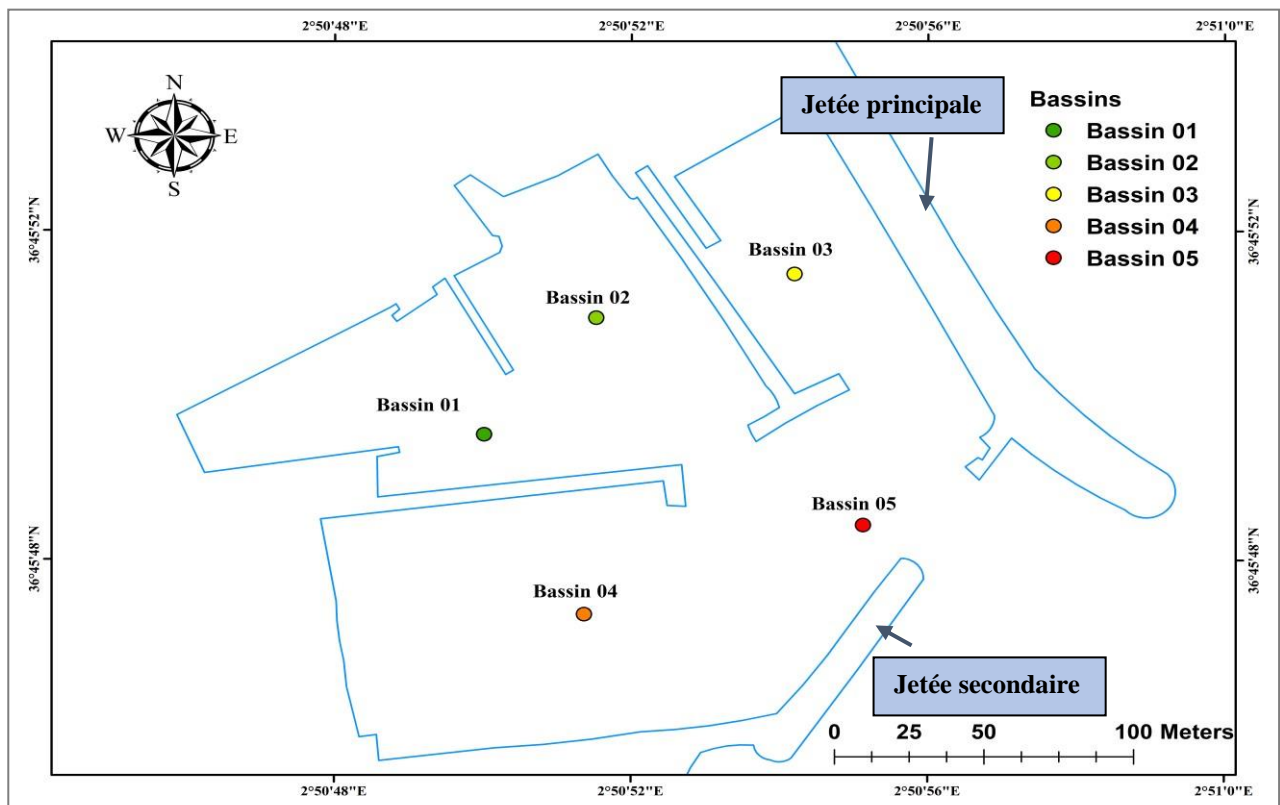 2°50'48"E
2°50'52"E
2°50'56"E
2°51'0"E
N
W
E
S
Jetée principale
Bassins
Bassin 01
Bassin 02
Bassin 03
Bassin 04
Bassin 05
36°45'52"N
36°45'52"N
Bassin 03
Bassin 02
Bassin 01
Bassin 05
36°45'48"N
36°45'48"N
Bassin 04
Jetée secondaire
0 25 50 100 Meters
2°50'48"E
2°50'52"E
2°50'56"E
2°51'0"E